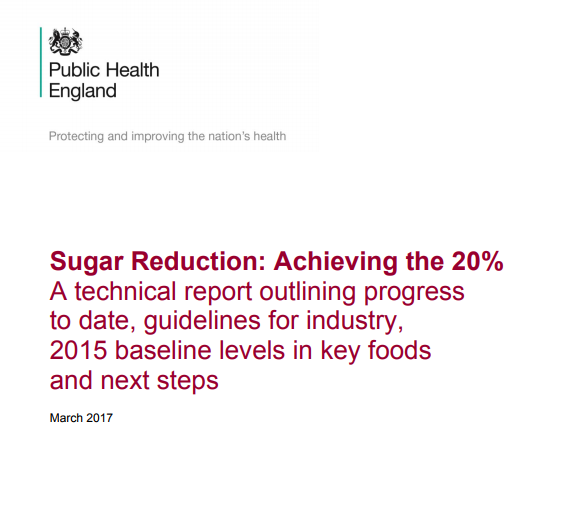 Public Health
England
Protecting and improving the nation's health
Sugar Reduction: Achieving the 20%
A technical report outlining progress
to date, guidelines for industry,
2015 baseline levels in key foods
and next steps
March 2017